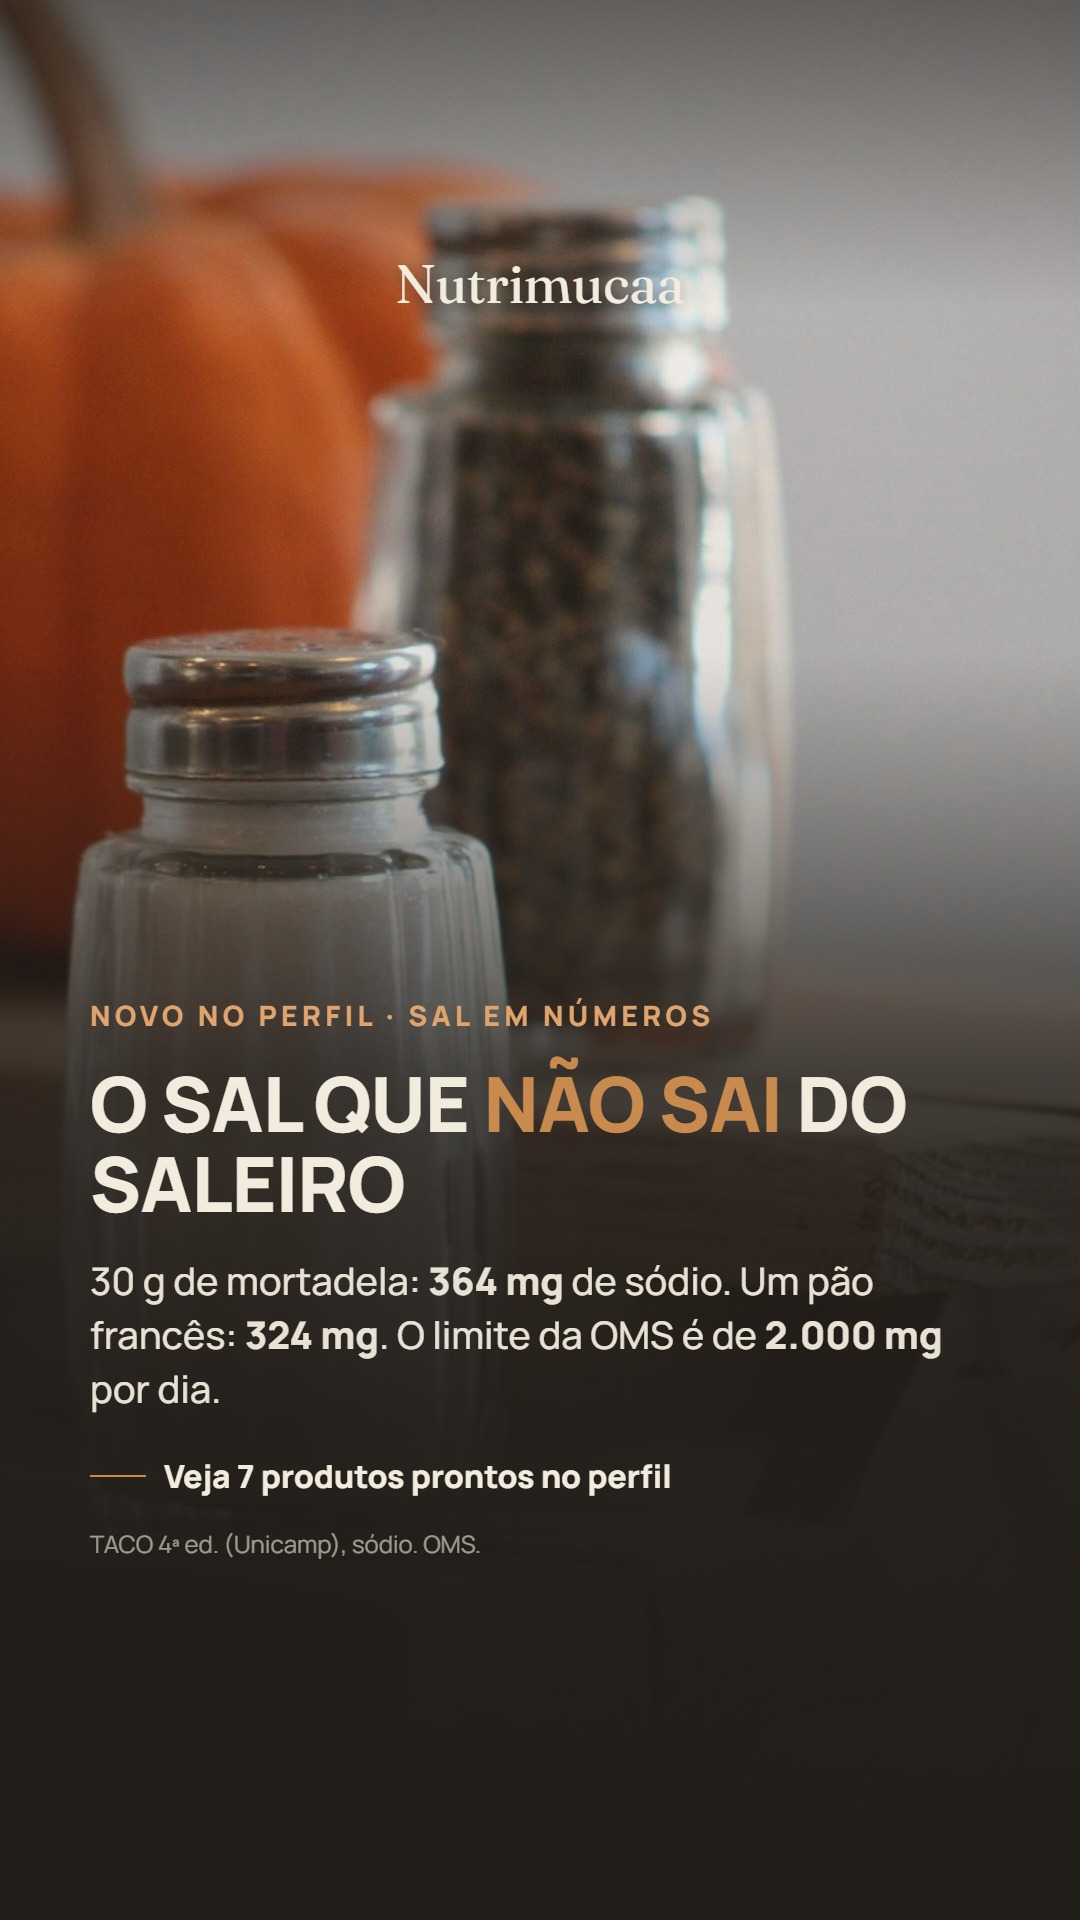 Nutrimucaa
NOVO NO PERFIL · SAL EM NÚMEROS
O SAL QUE NÃO SAI DO
SALEIRO
30 g de mortadela: 364 mg de sódio. Um pão
francês: 324 mg. O limite da OMS é de 2.000 mg
por dia.
Veja 7 produtos prontos no perfil
TACO 4ª ed. (Unicamp), sódio. OMS.